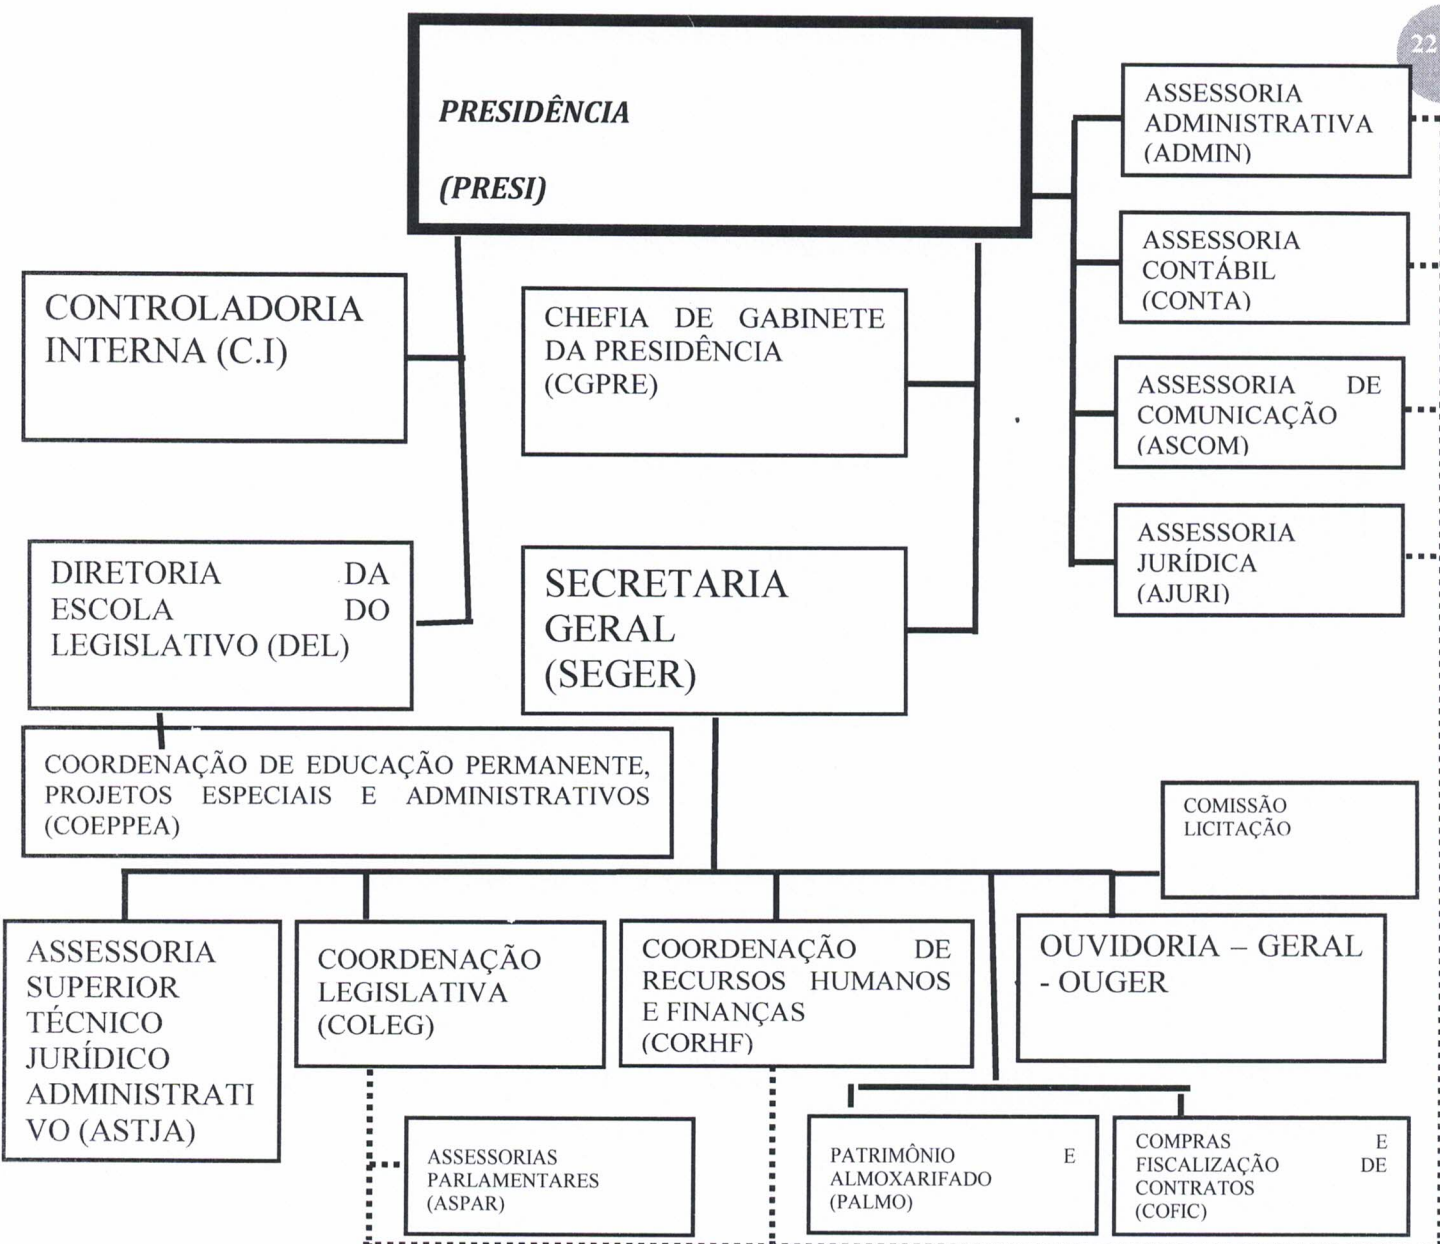 22
PRESIDÊNCIA
(PRESI)
ASSESSORIA
ADMINISTRATIVA
(ADMIN)
ASSESSORIA
CONTÁBIL
(CONTA)
ASSESSORIA DE
COMUNICAÇÃO
(ASCOM)
ASSESSORIA
JURÍDICA
(AJURI)
CONTROLADORIA
INTERNA (C.I)
CHEFIA DE GABINETE
DA PRESIDÊNCIA
(CGPRE)
DIRETORIA DA
ESCOLA DO
LEGISLATIVO (DEL)
SECRETARIA
GERAL
(SEGER)
COORDENAÇÃO DE EDUCAÇÃO PERMANENTE,
PROJETOS ESPECIAIS E ADMINISTRATIVOS
(COEPPEA)
COMISSÃO
LICITAÇÃO
ASSESSORIA
SUPERIOR
TÉCNICO
JURÍDICO
ADMINISTRATI
VO (ASTJA)
COORDENAÇÃO
LEGISLATIVA
(COLEG)
COORDENAÇÃO DE
RECURSOS HUMANOS
E FINANÇAS
(CORHF)
OUVIDORIA – GERAL
- OUGER
ASSESSORIAS
PARLAMENTARES
(ASPAR)
PATRIMÔNIO E
ALMOXARIFADO
(PALMO)
COMPRAS E
FISCALIZAÇÃO DE
CONTRATOS
(COFIC)